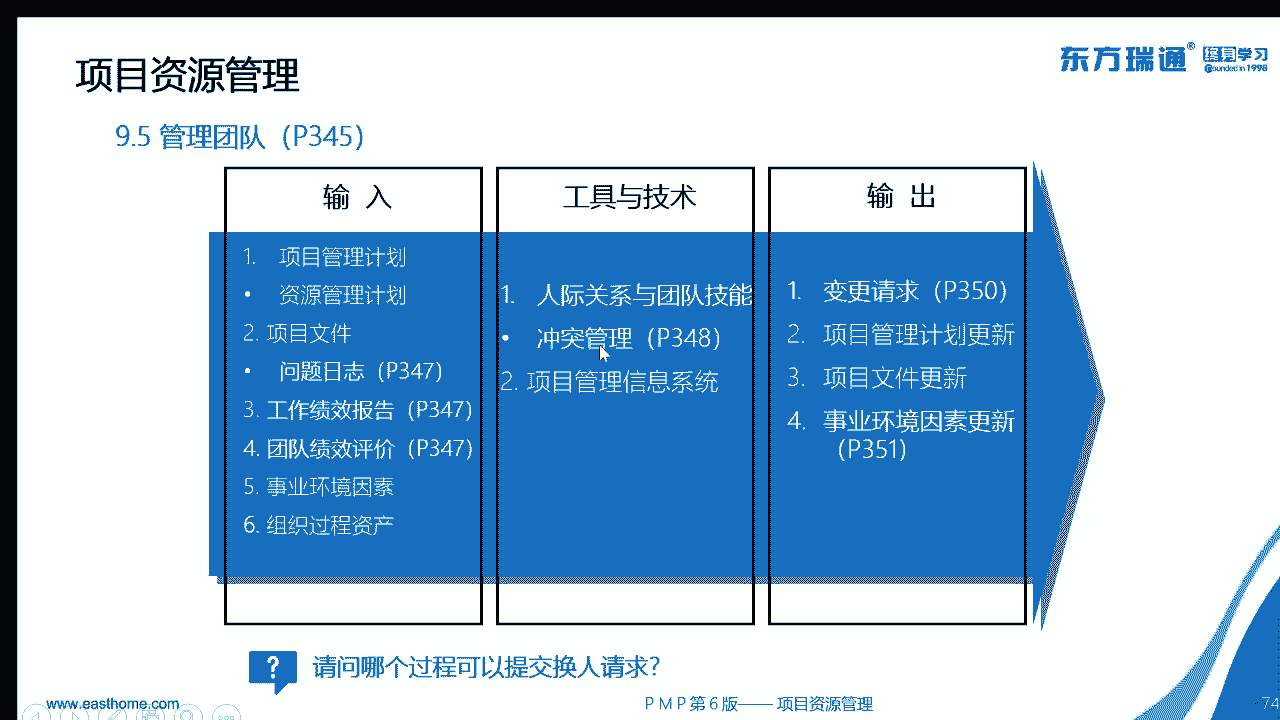 项目资源管理
东方瑞通®
终身学习
Founded in 1998
9.5 管理团队（P345）
输 入
1. 项目管理计划
• 资源管理计划
2. 项目文件
• 问题日志（P347）
3. 工作绩效报告（P347）
4. 团队绩效评价（P347）
5. 事业环境因素
6. 组织过程资产
工具与技术
1. 人际关系与团队技能
• 冲突管理（P348）
2. 项目管理信息系统
输 出
1. 变更请求（P350）
2. 项目管理计划更新
3. 项目文件更新
4. 事业环境因素更新
（P351）
? 请问哪个过程可以提交换人请求？
www.easthome.com
PMP第6版—— 项目资源管理
74